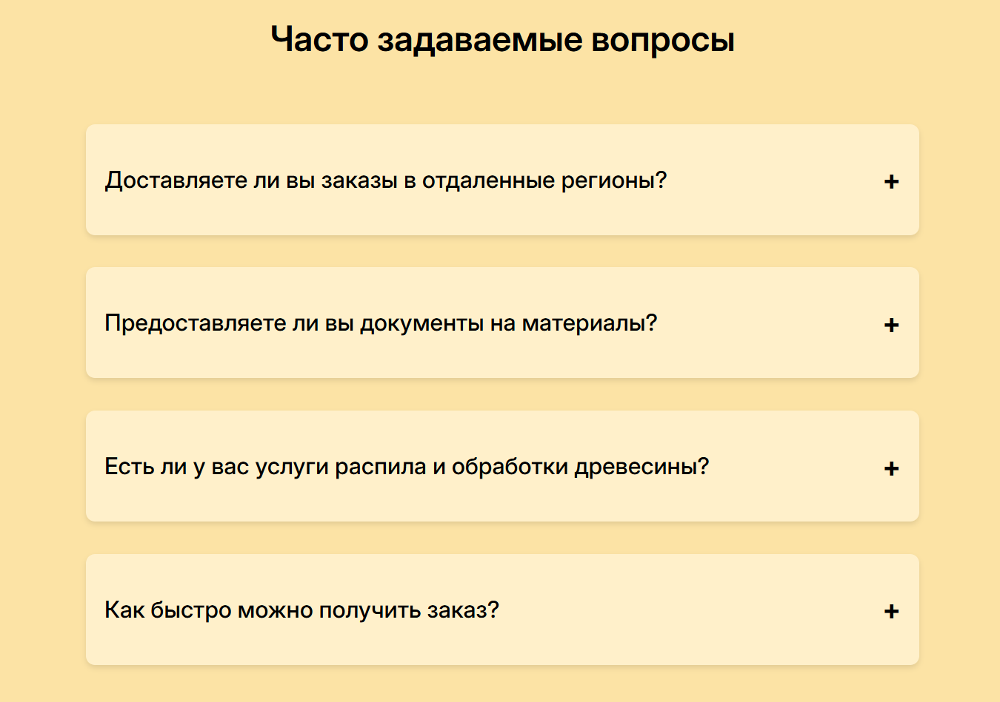 Часто задаваемые вопросы
Доставляете ли вы заказы в отдаленные регионы?
+
Предоставляете ли вы документы на материалы?
+
Есть ли у вас услуги распила и обработки древесины?
+
Как быстро можно получить заказ?
+